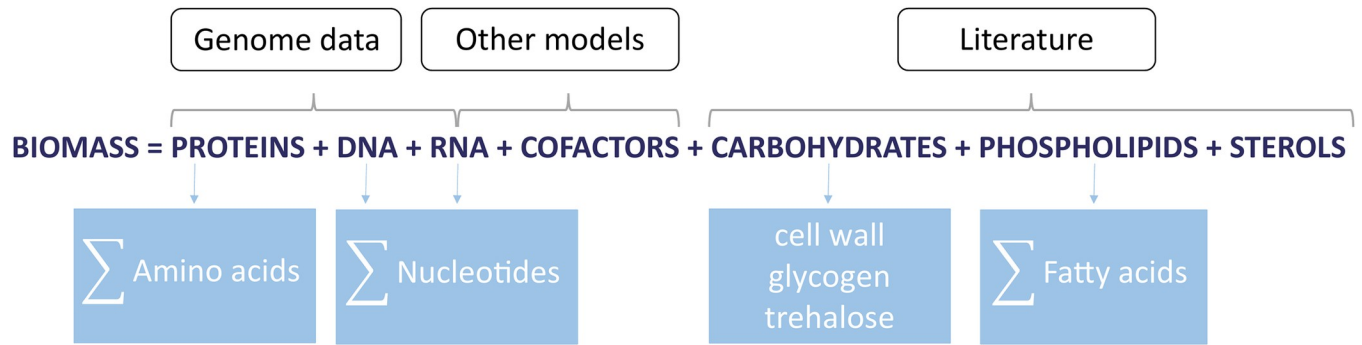 Genome data
Other models
Literature
BIOMASS = PROTEINS + DNA + RNA + COFACTORS + CARBOHYDRATES + PHOSPHOLIPIDS + STEROLS
∑ Amino acids
∑ Nucleotides
cell wall
glycogen
trehalose
∑ Fatty acids